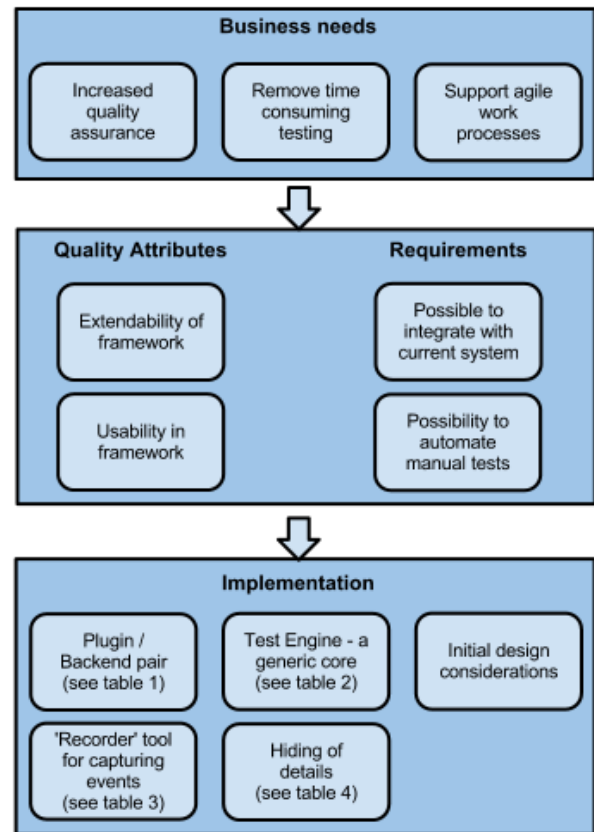 Business needs
Increased
quality
assurance
Remove time
consuming
testing
Support agile
work
processes
Quality Attributes
Extendability of
framework
Usability in
framework
Requirements
Possible to
integrate with
current system
Possibility to
automate
manual tests
Implementation
Plugin /
Backend pair
(see table 1)
Test Engine - a
generic core
(see table 2)
Initial design
considerations
'Recorder' tool
for capturing
events
(see table 3)
Hiding of
details
(see table 4)